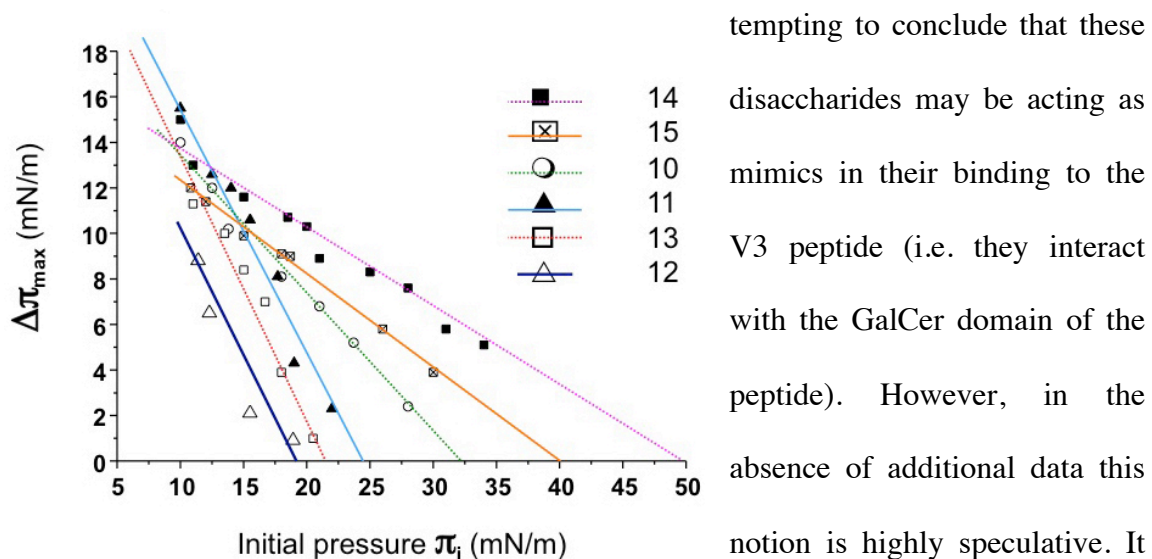 tempting to conclude that these
disaccharides may be acting as
mimics in their binding to the
V3 peptide (i.e. they interact
with the GalCer domain of the
peptide). However, in the
absence of additional data this
notion is highly speculative. It
18
16
14
12
10
8
6
4
2
0
Δπmax (mN/m)
5 10 15 20 25 30 35 40 45 50
Initial pressure πi (mN/m)
14
15
10
11
13
12